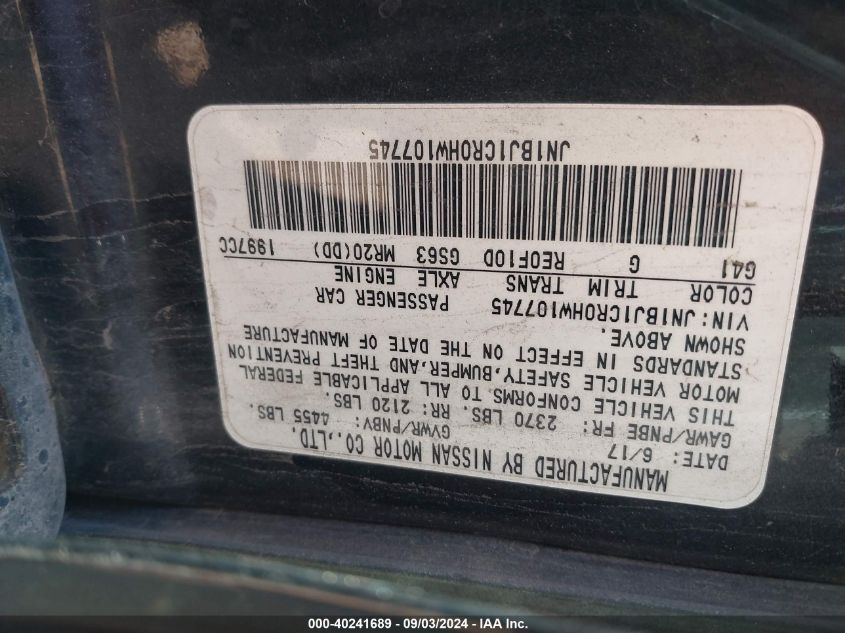 MANUFACTURED BY NISSAN MOTOR CO.,LTD.
DATE: 6/17 GVWR/PNBV: 4455 LBS.
GAWR/PNBE FR: 2370 LBS. RR: 2120 LBS.
THIS VEHICLE CONFORMS TO ALL APPLICABLE FEDERAL
MOTOR VEHICLE SAFETY,BUMPER,AND THEFT PREVENTION
STANDARDS IN EFFECT ON THE DATE OF MANUFACTURE
SHOWN ABOVE.
VIN:JN1BJ1CR0HW107745 PASSENGER CAR
COLOR TRIM TRANS AXLE ENGINE
G41 G RE0F10D GS63 MR20(DD) 1997CC
JN1BJ1CR0HW107745
000-40241689 - 09/03/2024 - IAA Inc.